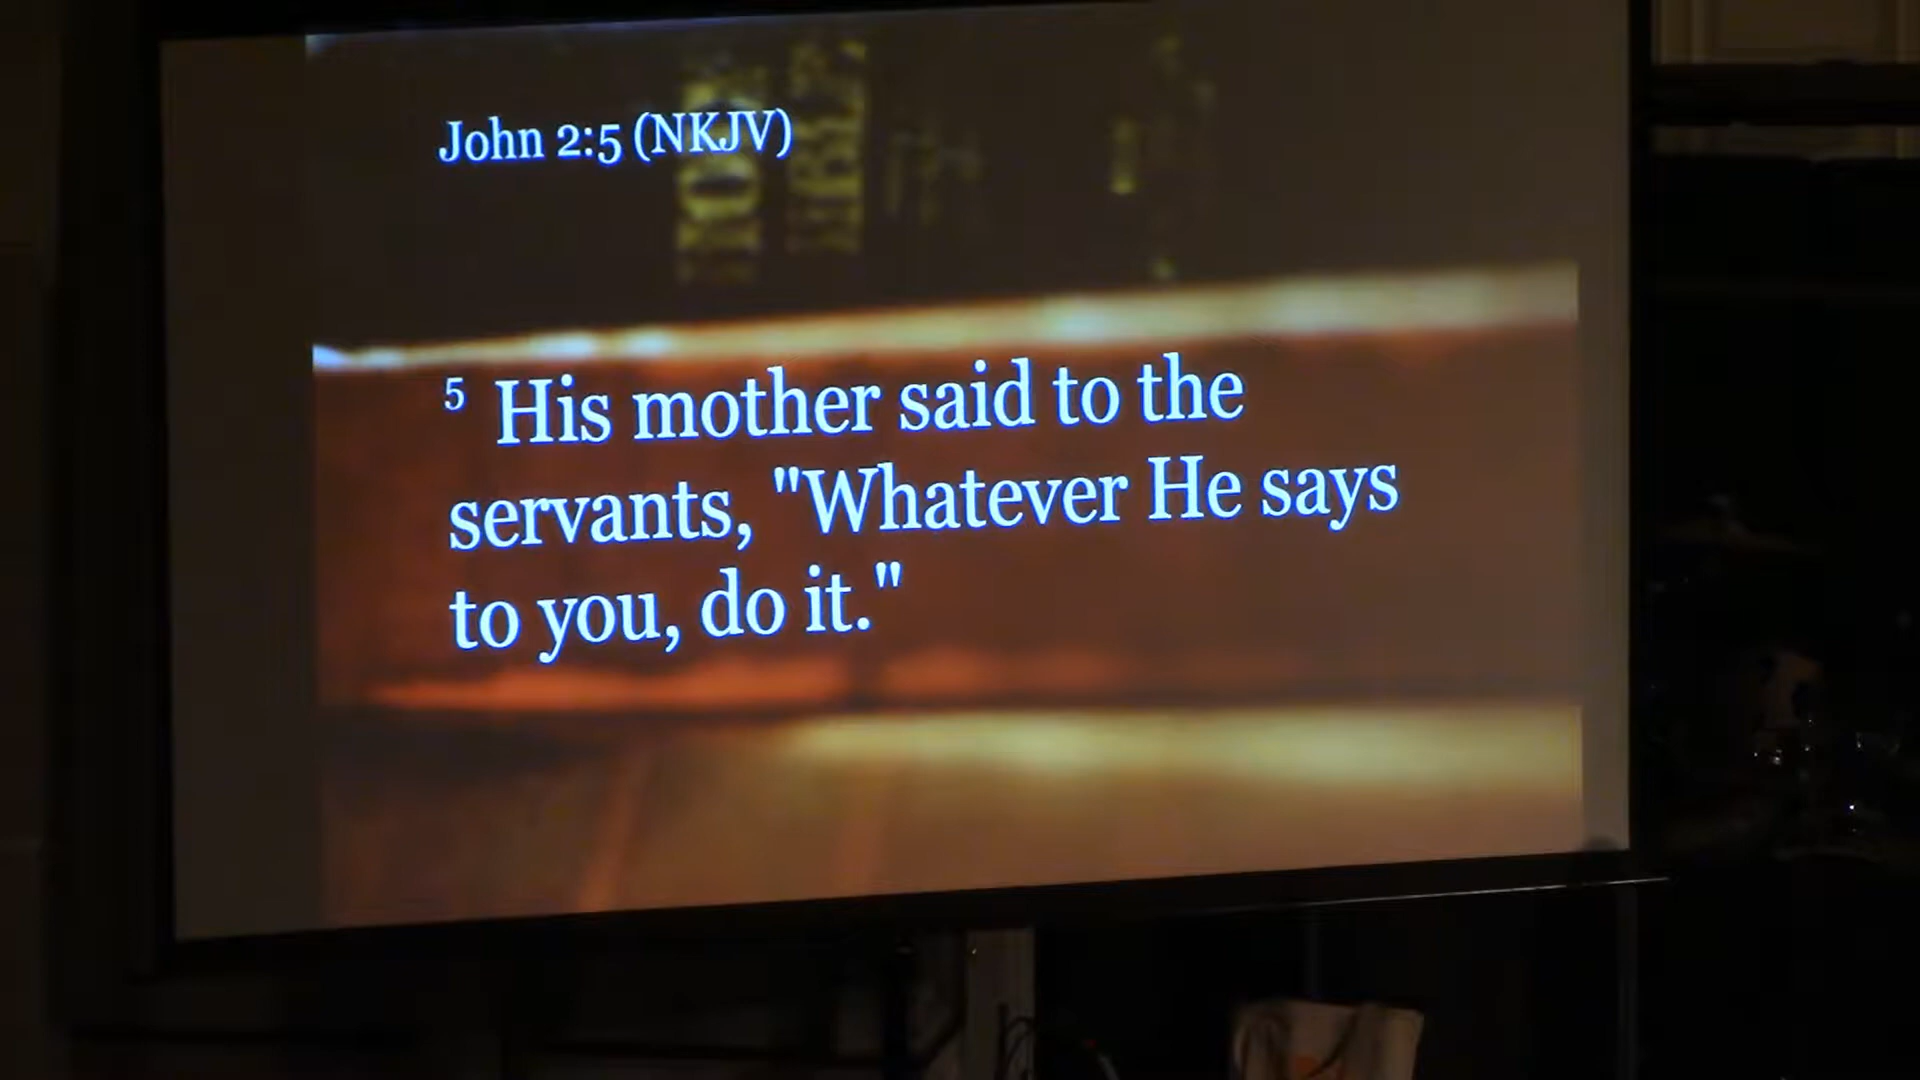 John 2:5 (NKJV)
5 His mother said to the
servants, "Whatever He says
to you, do it."